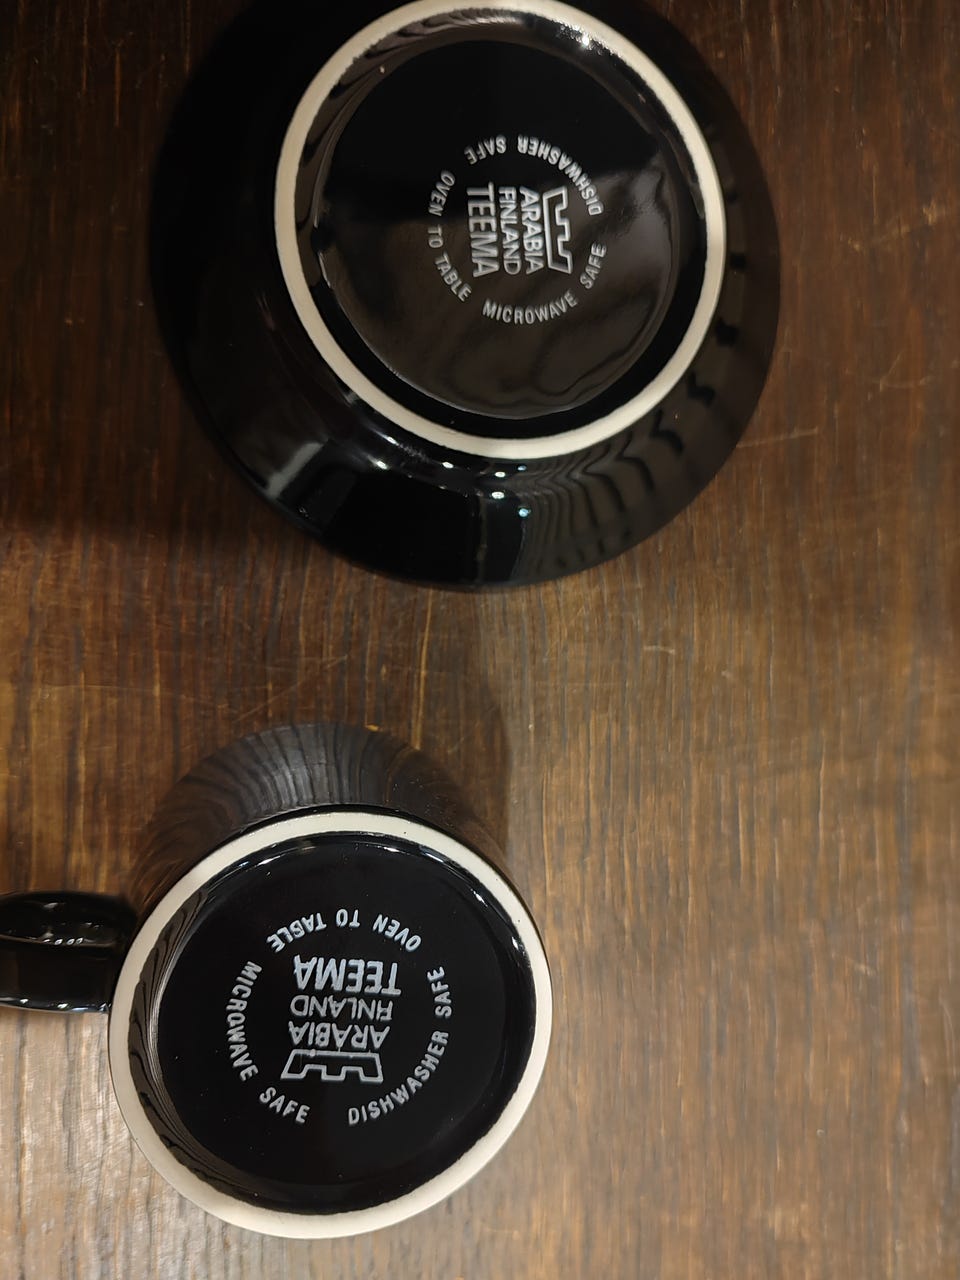 ARABIA
FINLAND
TEEMA
OVEN TO TABLE MICROWAVE SAFE DISHWASHER SAFE
ARABIA
FINLAND
TEEMA
OVEN TO TABLE DISHWASHER SAFE MICROWAVE SAFE